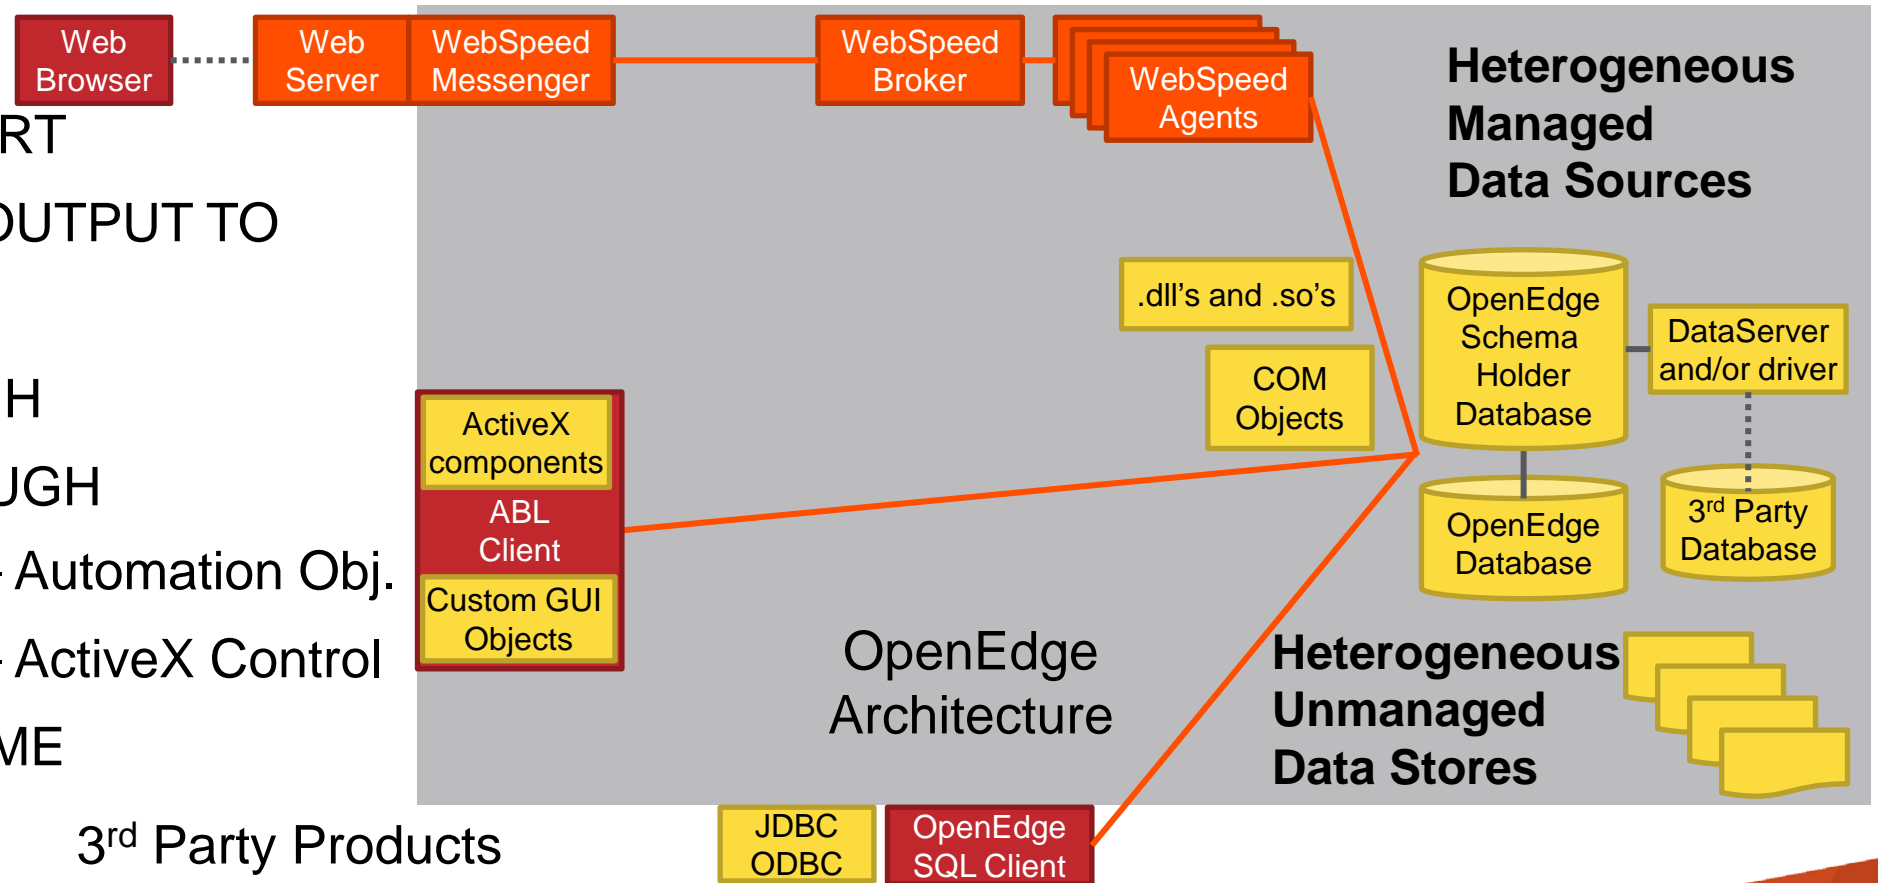 Web
Browser
Web
Server
WebSpeed
Messenger
WebSpeed
Broker
WebSpeed
Agents
Heterogeneous
Managed
Data Sources
RT
OUTPUT TO
H
UGH
- Automation Obj.
- ActiveX Control
ME
.dll's and .so's
COM
Objects
OpenEdge
Schema
Holder
Database
DataServer
and/or driver
OpenEdge
Database
3rd Party
Database
ActiveX
components
ABL
Client
Custom GUI
Objects
OpenEdge
Architecture
Heterogeneous
Unmanaged
Data Stores
3rd Party Products
JDBC
ODBC
OpenEdge
SQL Client